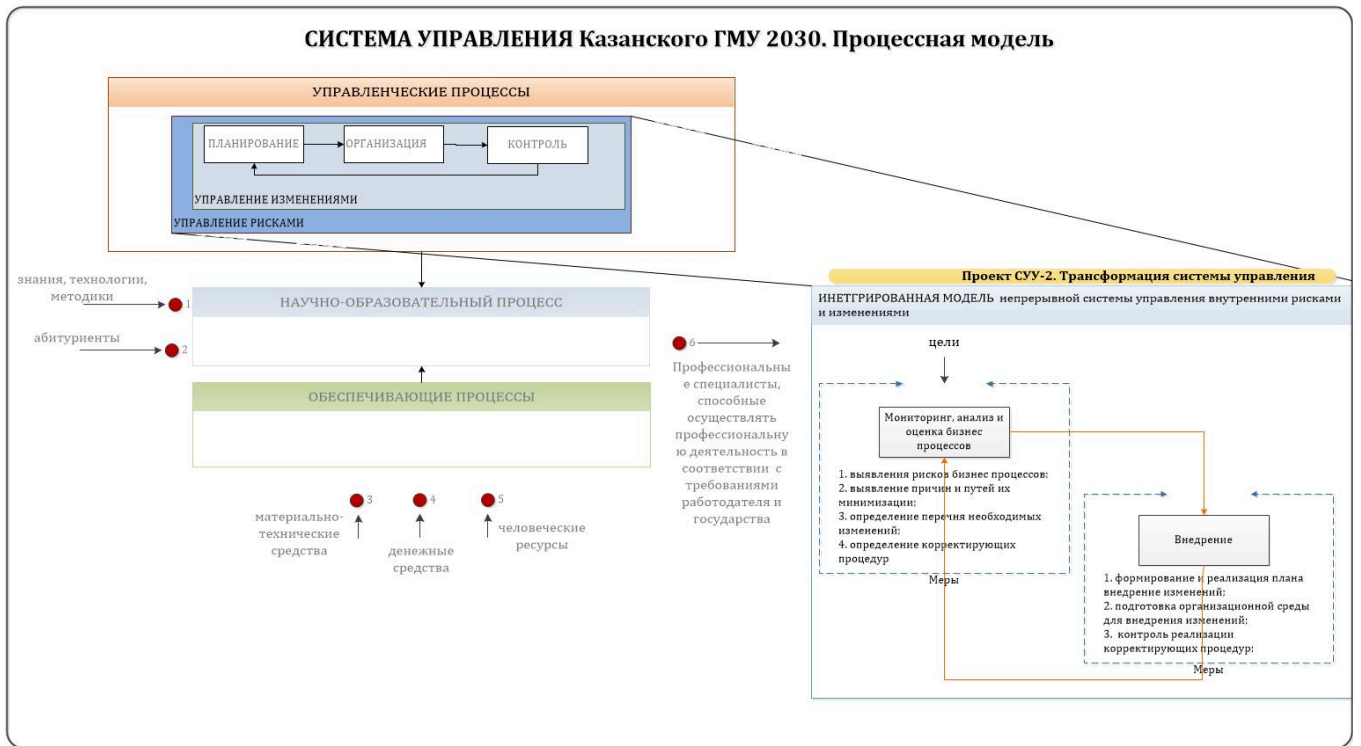 СИСТЕМА УПРАВЛЕНИЯ Казанского ГМУ 2030. Процессная модель
УПРАВЛЕНЧЕСКИЕ ПРОЦЕССЫ
ПЛАНИРОВАНИЕ
ОРГАНИЗАЦИЯ
КОНТРОЛЬ
УПРАВЛЕНИЕ ИЗМЕНЕНИЯМИ
УПРАВЛЕНИЕ РИСКАМИ
знания, технологии,
методики
1
абитуриенты
2
НАУЧНО-ОБРАЗОВАТЕЛЬНЫЙ ПРОЦЕСС
ОБЕСПЕЧИВАЮЩИЕ ПРОЦЕССЫ
3
материально-
технические
средства
4
денежные
средства
5
человеческие
ресурсы
6
Профессиональны
е специалисты,
способные
осуществлять
профессиональну
ю деятельность в
соответствии с
требованиями
работодателя и
государства
Проект СУУ-2. Трансформация системы управления
ИНЕТГРИРОВАННАЯ МОДЕЛЬ непрерывной системы управления внутренними рисками
и изменениями
цели
Мониторинг, анализ и
оценка бизнес
процессов
1. выявления рисков бизнес процессов;
2. выявление причин и путей их
минимизации;
3. определение перечня необходимых
изменений;
4. определение корректирующих
процедур
Меры
Внедрение
1. формирование и реализация плана
внедрение изменений;
2. подготовка организационной среды
для внедрения изменений;
3. контроль реализации
корректирующих процедур;
Меры